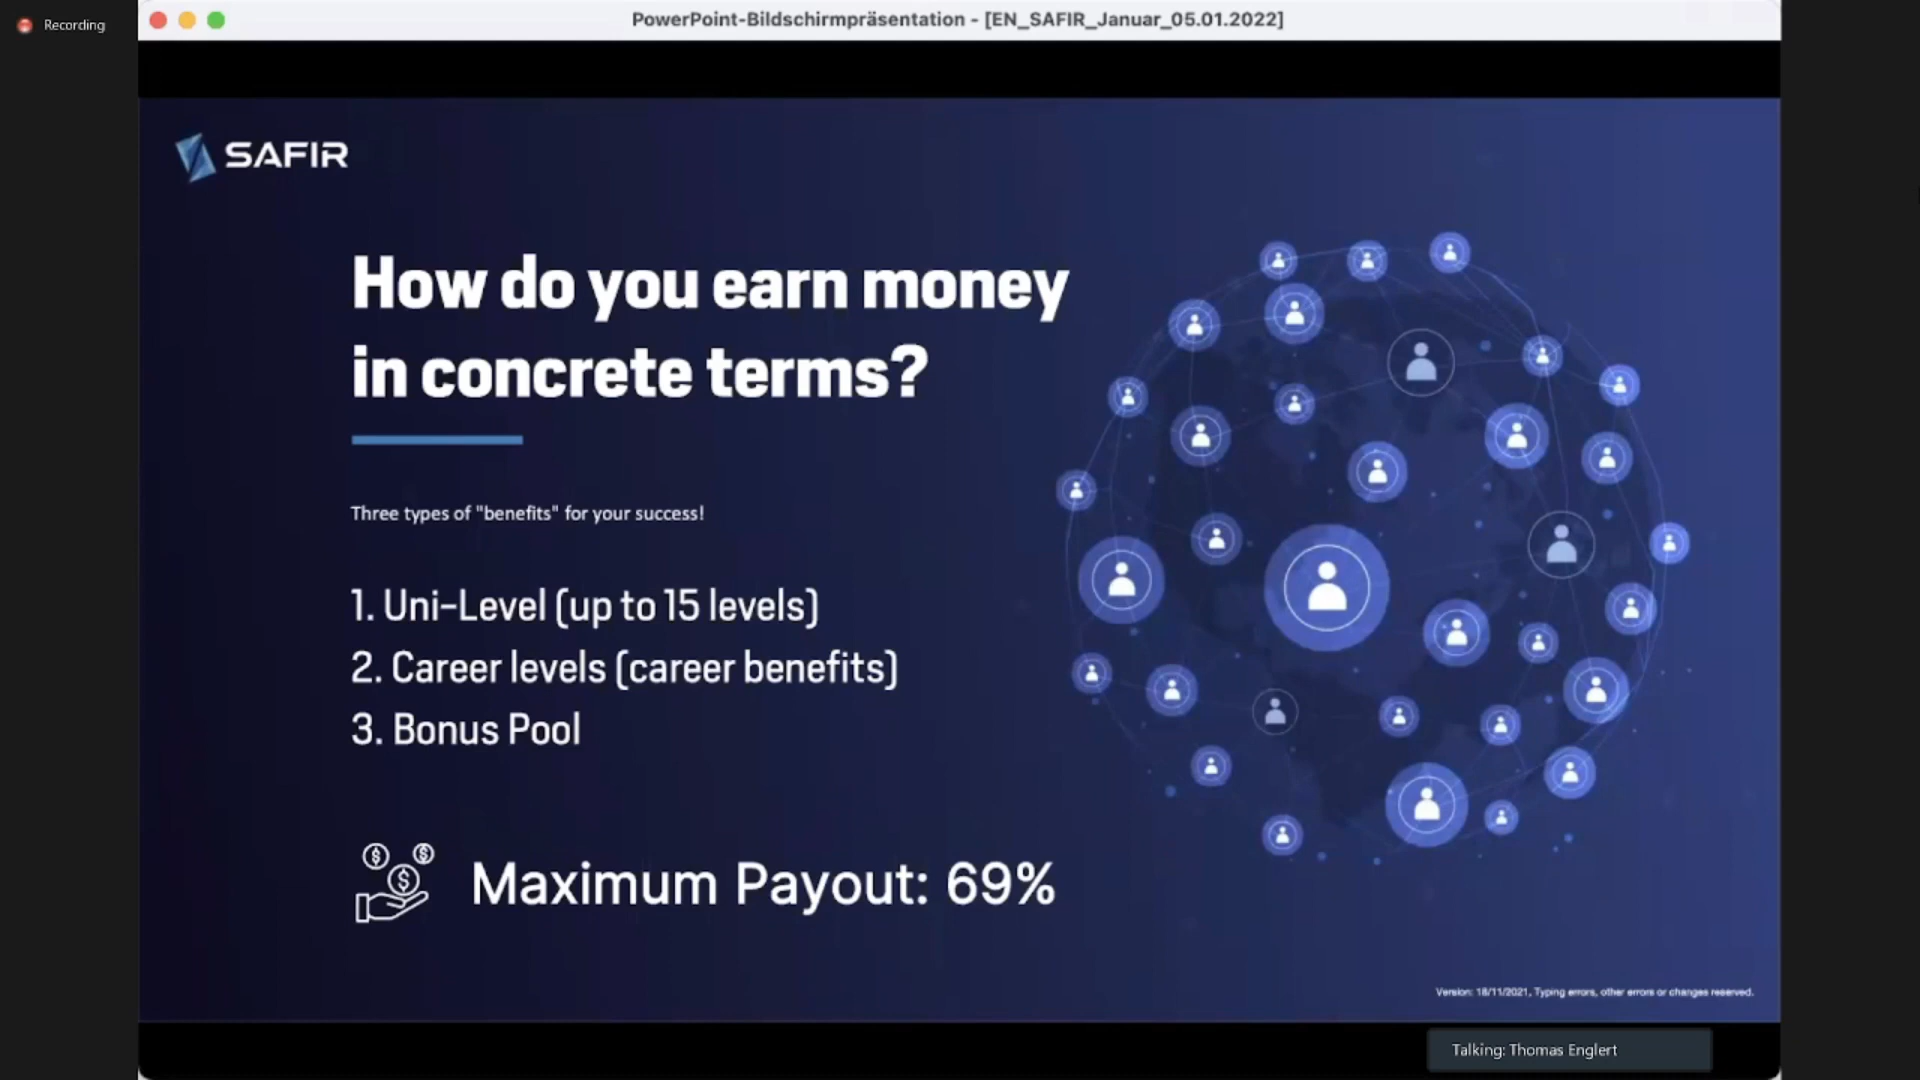 Recording
PowerPoint-Bildschirmpräsentation - [EN_SAFIR_Januar_05.01.2022]
SAFIR
How do you earn money
in concrete terms?
Three types of "benefits" for your success!
1. Uni-Level (up to 15 levels)
2. Career levels (career benefits)
3. Bonus Pool
Maximum Payout: 69%
Version: 18/11/2021, Typing errors, other errors or changes reserved.
Talking: Thomas Englert